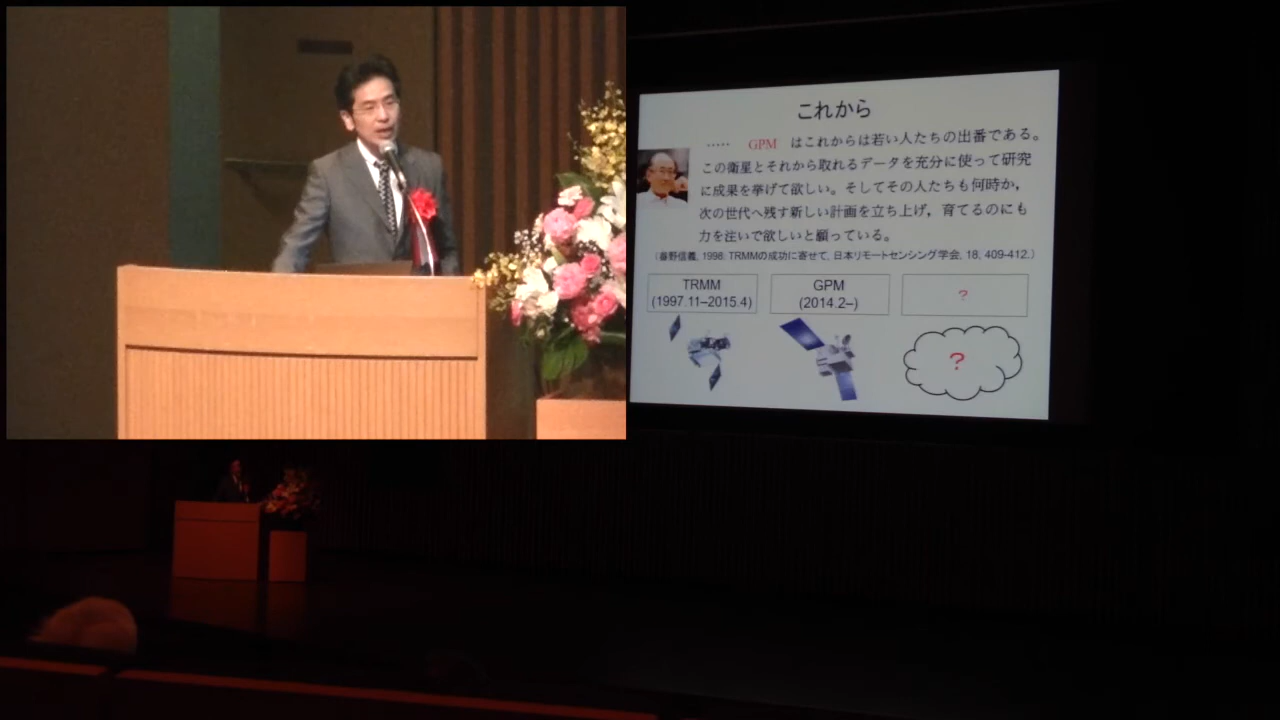 これから
..... GPM はこれからは若い人たちの出番である。
この衛星とそれから取れるデータを充分に使って研究
に成果を挙げて欲しい。そしてその人たちも何時か，
次の世代へ残す新しい計画を立ち上げ，育てるのにも
力を注いで欲しいと願っている。
（畚野信義, 1998: TRMMの成功に寄せて, 日本リモートセンシング学会, 18, 409-412.）
TRMM
(1997.11–2015.4)
GPM
(2014.2–)
?
?